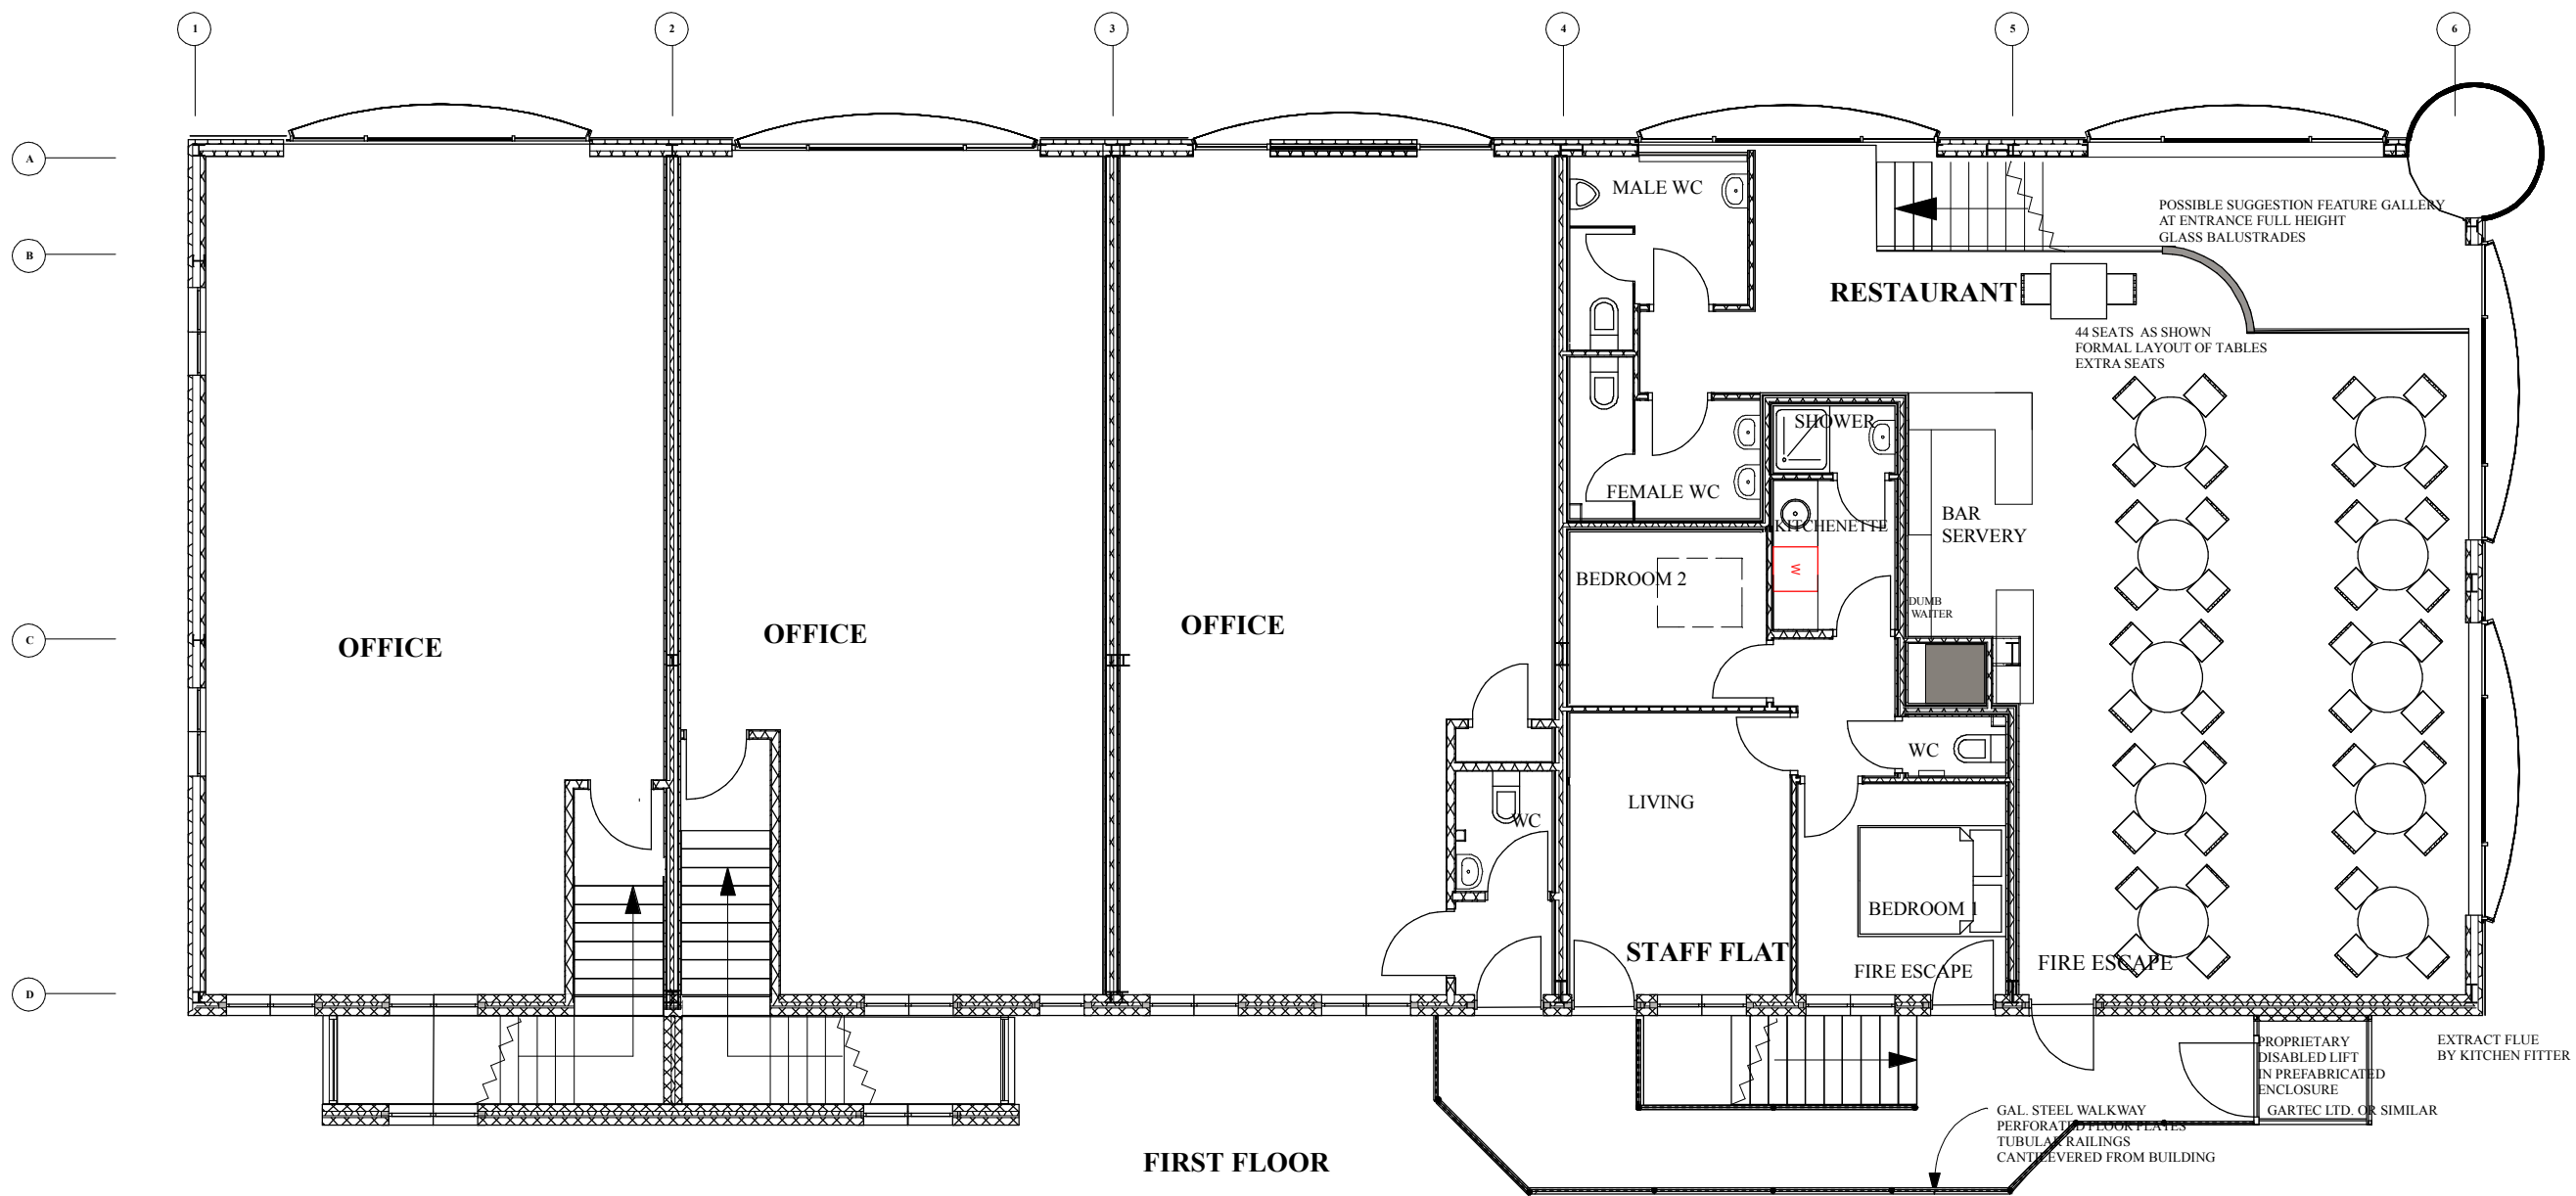 1
2
3
4
5
6
A
B
C
D
MALE WC
POSSIBLE SUGGESTION FEATURE GALLERY
AT ENTRANCE FULL HEIGHT
GLASS BALUSTRADES
RESTAURANT
44 SEATS AS SHOWN
FORMAL LAYOUT OF TABLES
EXTRA SEATS
SHOWER
FEMALE WC
KITCHENETTE
BAR
SERVERY
W
BEDROOM 2
DUMB
WAITER
OFFICE
OFFICE
OFFICE
WC
LIVING
WC
BEDROOM 1
STAFF FLAT
FIRE ESCAPE
FIRE ESCAPE
PROPRIETARY
DISABLED LIFT
IN PREFABRICATED
ENCLOSURE
GARTEC LTD. OR SIMILAR
EXTRACT FLUE
BY KITCHEN FITTER
GAL. STEEL WALKWAY
PERFORATED FLOOR PLATES
TUBULAR RAILINGS
CANTILEVERED FROM BUILDING
FIRST FLOOR